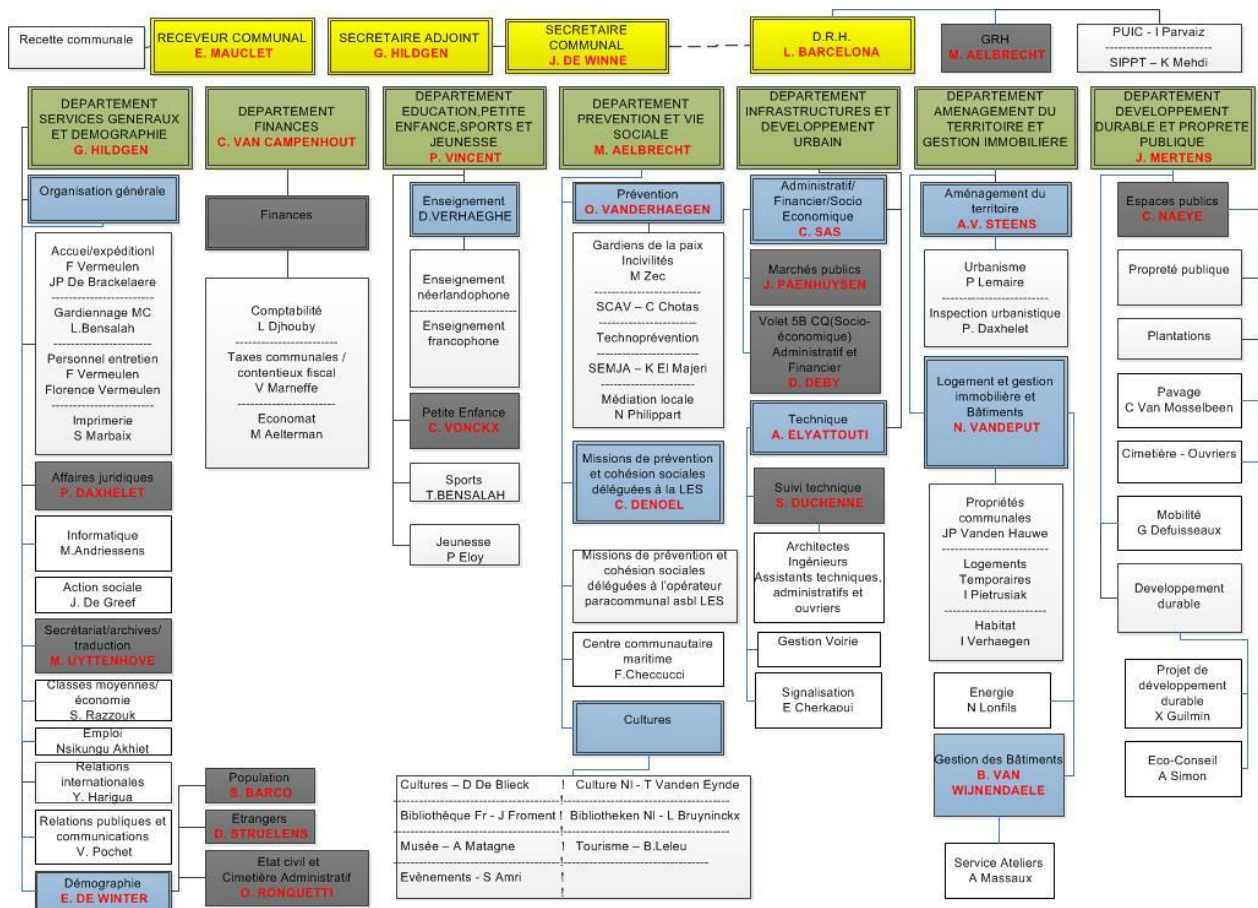 Recette communale
RECEVEUR COMMUNAL
E. MAUCLET
SECRETAIRE ADJOINT
G. HILDGEN
SECRETAIRE
COMMUNAL
J. DE WINNE
D.R.H.
L. BARCELONA
GRH
M. AELBRECHT
PUIC - I Parvaiz
SIPPT – K Mehdi
DEPARTEMENT
SERVICES GENERAUX
ET DEMOGRAPHIE
G. HILDGEN
Organisation générale
Accuei/expéditionl
F Vermeulen
JP De Brackelaere
Gardiennage MC
L.Bensalah
Personnel entretien
F Vermeulen
Florence Vermeulen
Imprimerie
S Marbaix
Affaires juridiques
P. DAXHELET
Informatique
M.Andriessens
Action sociale
J. De Greef
Secrétariat/archives/
traduction
M. UYTTENHOVE
Classes moyennes/
économie
S. Razzouk
Emploi
Nsikungu Akhiet
Relations
internationales
Y. Harigua
Relations publiques et
communications
V. Pochet
Démographie
E. DE WINTER
Population
S. BARCO
Etrangers
D. STRUELENS
Etat civil et
Cimetière Administratif
O. RONQUETTI
DEPARTEMENT
FINANCES
C. VAN CAMPENHOUT
Finances
Comptabilité
L Djhouby
Taxes communales /
contentieux fiscal
V Marneffe
Economat
M Aelterman
DEPARTEMENT
EDUCATION,PETITE
ENFANCE,SPORTS ET
JEUNESSE
P. VINCENT
Enseignement
D.VERHAEGHE
Enseignement
néerlandophone
Enseignement
francophone
Petite Enfance
C. VONCKX
Sports
T.BENSALAH
Jeunesse
P Eloy
DEPARTEMENT
PREVENTION ET VIE
SOCIALE
M. AELBRECHT
Prévention
O. VANDERHAEGEN
Gardiens de la paix
Incivilités
M Zec
SCAV – C Chotas
Technoprévention
SEMJA – K El Majeri
Médiation locale
N Philippart
Missions de prévention
et cohésion sociales
déléguées à la LES
C. DENOEL
Missions de prévention et
cohésion sociales
déléguées à l'opérateur
paracommunal asbl LES
Centre communautaire
maritime
F.Checcucci
Cultures
Cultures – D De Blieck ! Culture Nl - T Vanden Eynde
Bibliothèque Fr - J Froment ! Bibliotheken Nl - L Bruyninckx
Musée – A Matagne ! Tourisme – B.Leleu
Evènements - S Amri !
DEPARTEMENT
INFRASTRUCTURES ET
DEVELOPPEMENT
URBAIN
Administratif/
Financier/Socio
Economique
C. SAS
Marchés publics
J. PAENHUYSEN
Volet 5B CQ(Socio-
économique)
Administratif et
Financier
D. DEBY
Technique
A. ELYATTOUTI
Suivi technique
S. DUCHENNE
Architectes
Ingénieurs
Assistants techniques,
administratifs et
ouvriers
Gestion Voirie
Signalisation
E Cherkaoui
DEPARTEMENT
AMENAGEMENT DU
TERRITOIRE ET
GESTION IMMOBILIERE
Aménagement du
territoire
A.V. STEENS
Urbanisme
P Lemaire
Inspection urbanistique
P. Daxhelet
Logement et gestion
immobilière et
Bâtiments
N. VANDEPUT
Propriétés
communales
JP Vanden Hauwe
Logements
Temporaires
I Pietrusiak
Habitat
I Verhaegen
Energie
N Lonfils
Gestion des Bâtiments
B. VAN
WIJNENDAELE
Service Ateliers
A Massaux
DEPARTEMENT
DEVELOPPEMENT
DURABLE ET PROPRETE
PUBLIQUE
J. MERTENS
Espaces publics
C. NAEYE
Propreté publique
Plantations
Pavage
C Van Mosselbeen
Cimetière - Ouvriers
Mobilité
G Defuisseaux
Developpement
durable
Projet de
développement
durable
X Guilmin
Eco-Conseil
A Simon